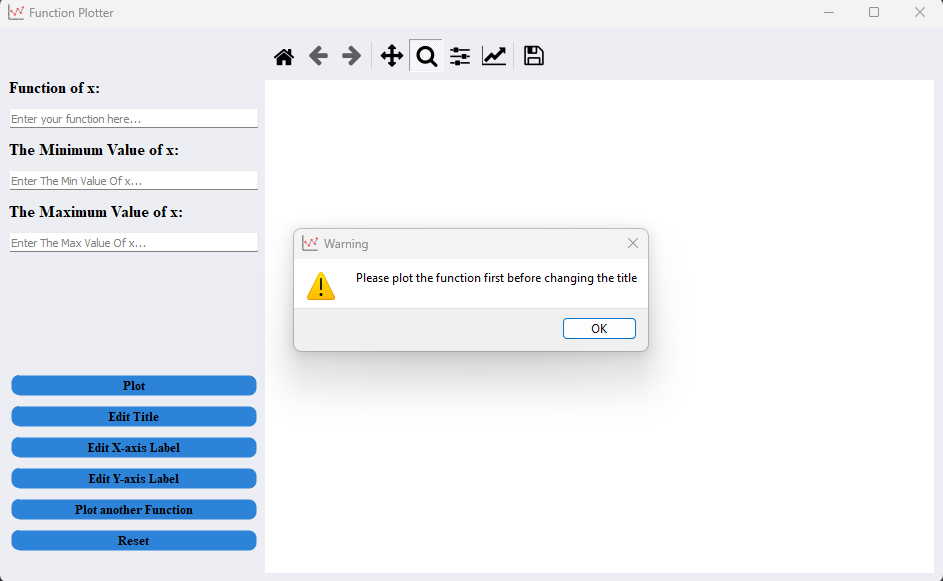 Function Plotter
Function of x:
Enter your function here...
The Minimum Value of x:
Enter The Min Value Of x...
The Maximum Value of x:
Enter The Max Value Of x...
Warning
Please plot the function first before changing the title
OK
Plot
Edit Title
Edit X-axis Label
Edit Y-axis Label
Plot another Function
Reset